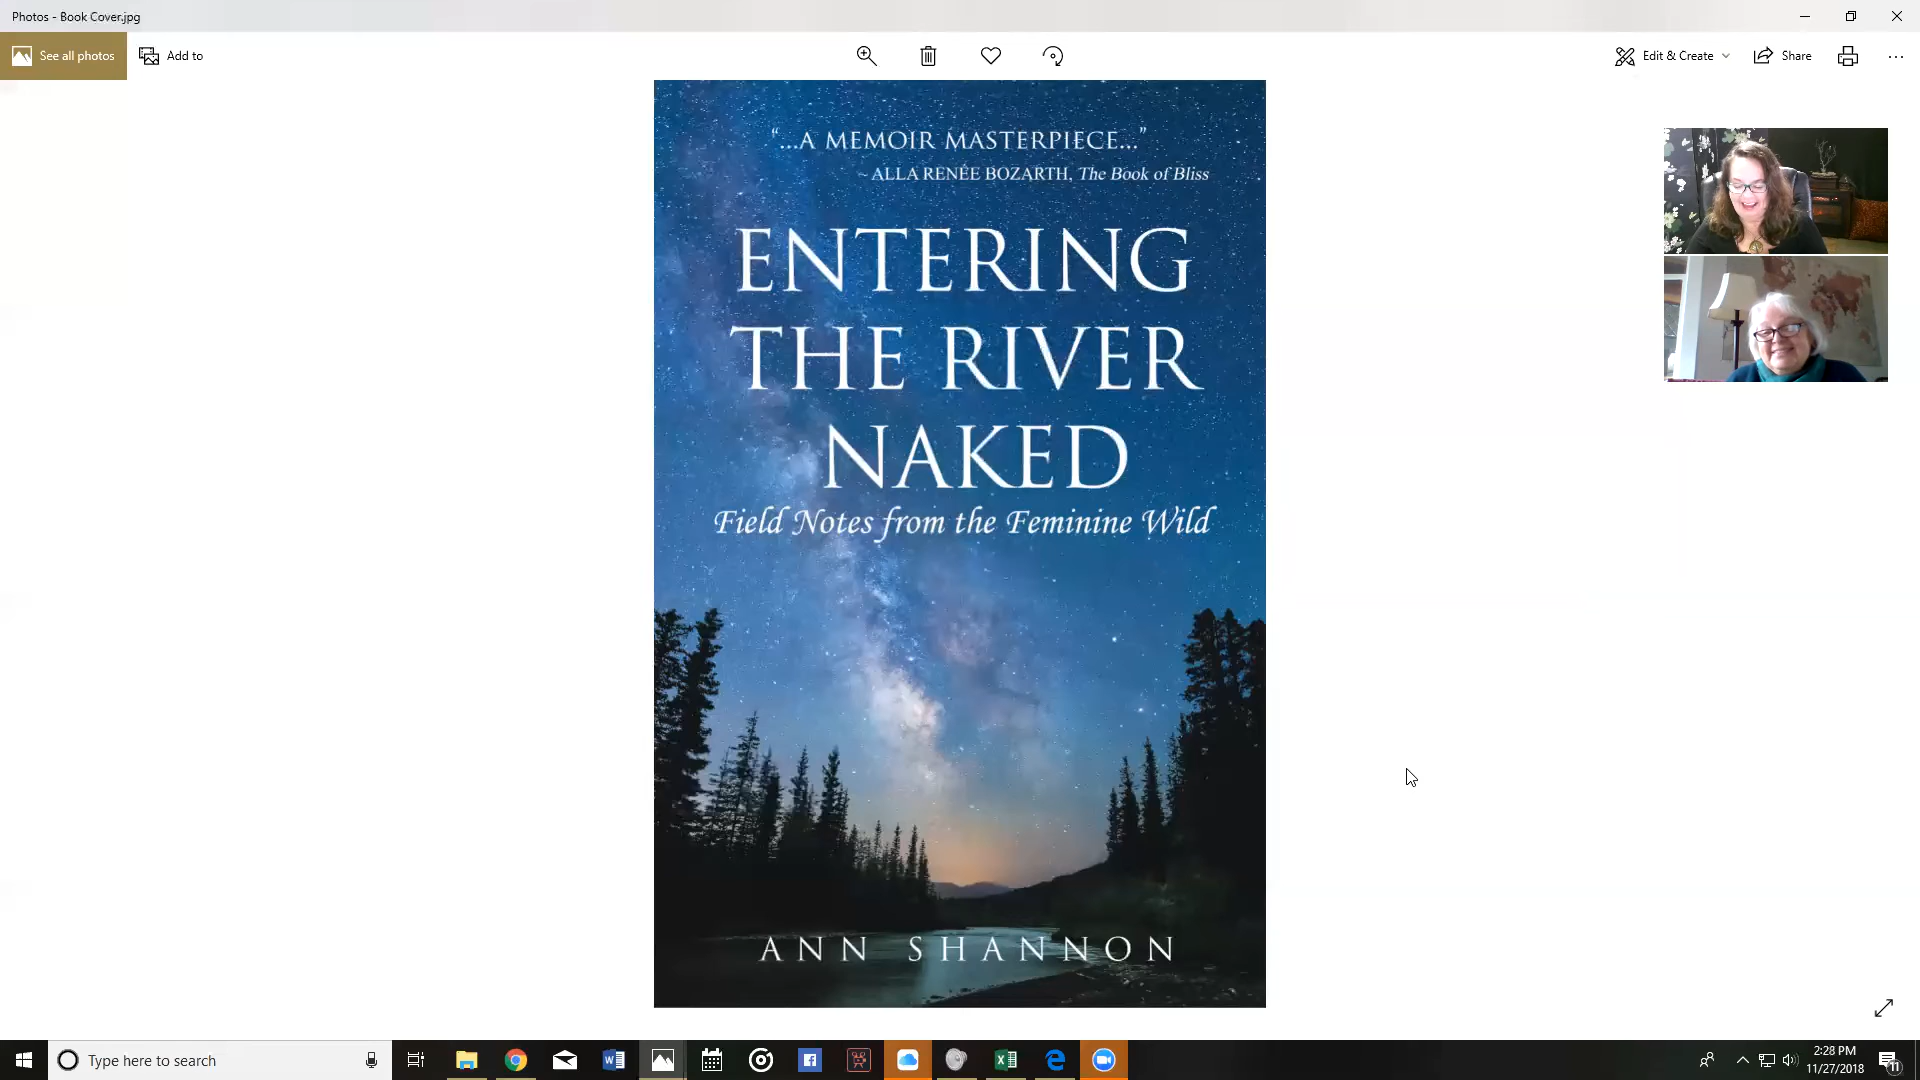 Photos - Book Cover.jpg
See all photos
Add to
Edit & Create
Share
“...A MEMOIR MASTERPIECE...”
~ALLA RENÉE BOZARTH, The Book of Bliss
ENTERING
THE RIVER
NAKED
Field Notes from the Feminine Wild
ANN SHANNON
Type here to search
2:28 PM
11/27/2018
11